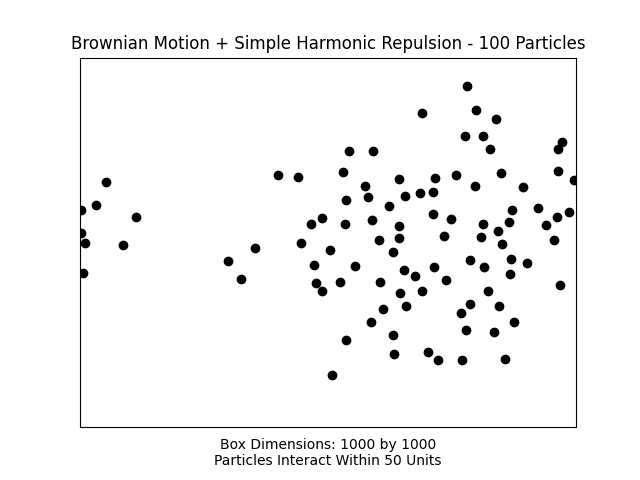 Brownian Motion + Simple Harmonic Repulsion - 100 Particles
Box Dimensions: 1000 by 1000
Particles Interact Within 50 Units